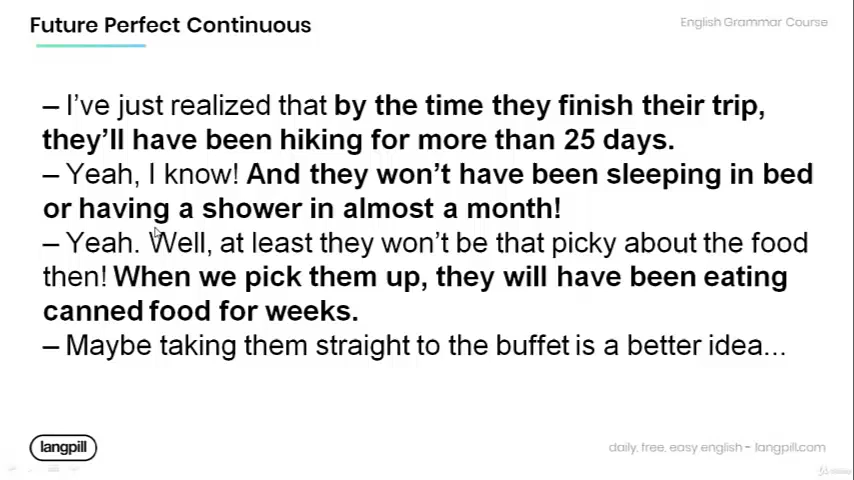 Future Perfect Continuous
English Grammar Course
– I’ve just realized that by the time they finish their trip,
they’ll have been hiking for more than 25 days.
– Yeah, I know! And they won’t have been sleeping in bed
or having a shower in almost a month!
– Yeah. Well, at least they won’t be that picky about the food
then! When we pick them up, they will have been eating
canned food for weeks.
– Maybe taking them straight to the buffet is a better idea...
langpill
daily, free, easy english - langpill.com